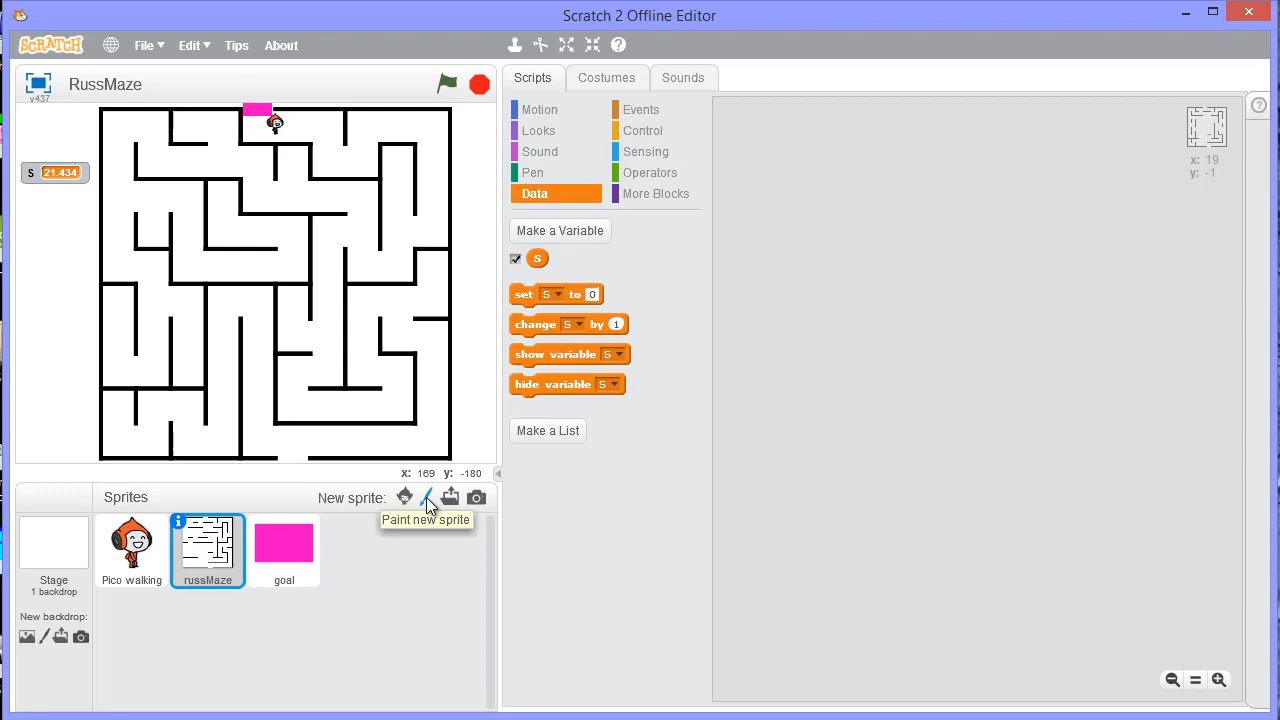 Scratch 2 Offline Editor
SCRATCH File Edit Tips About
v437 RussMaze
Scripts Costumes Sounds
Motion Events
Looks Control
Sound Sensing
Pen Operators
Data More Blocks
Make a Variable
S
set S to 0
change S by 1
show variable S
hide variable S
Make a List
S 21.434
x: 19
y: -1
x: 169 y: -180
Sprites New sprite:
Paint new sprite
Stage
1 backdrop
New backdrop:
Pico walking
russMaze
goal